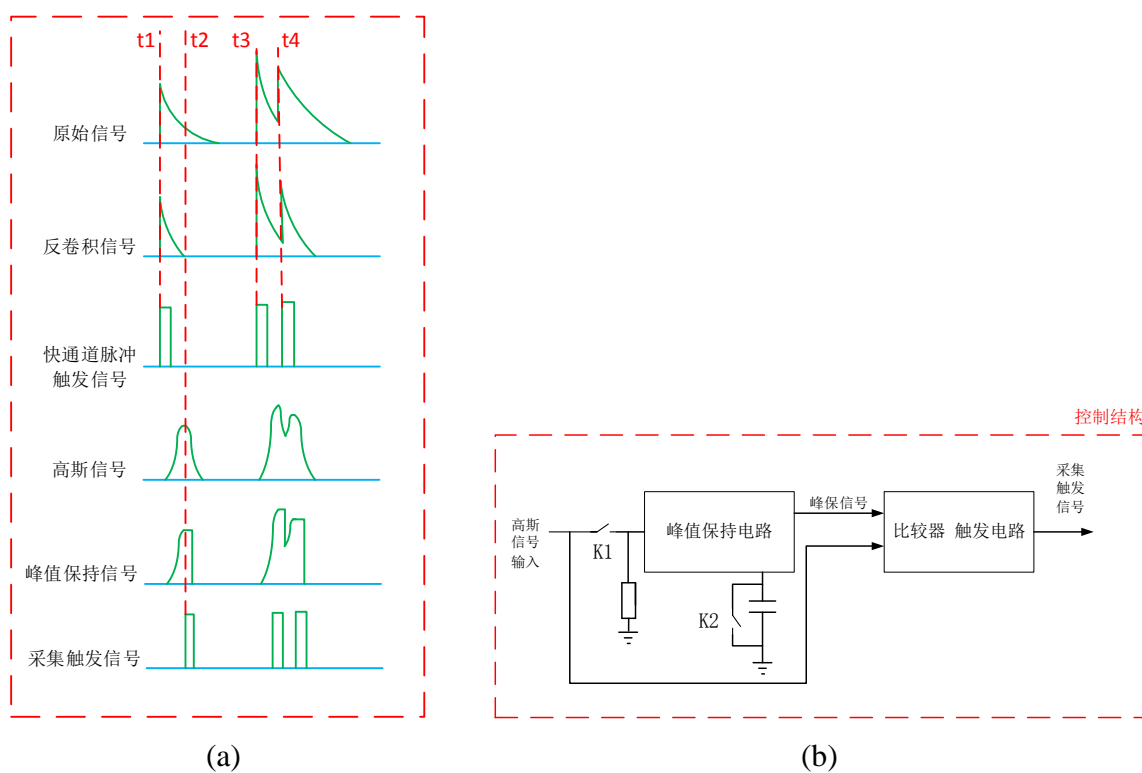 t1
t2
t3
t4
原始信号
反卷积信号
快通道脉冲
触发信号
高斯信号
峰值保持信号
采集触发信号
(a)
控制结构
高斯
信号
输入
K1
峰值保持电路
峰保信号
比较器 触发电路
采集
触发
信号
K2
(b)